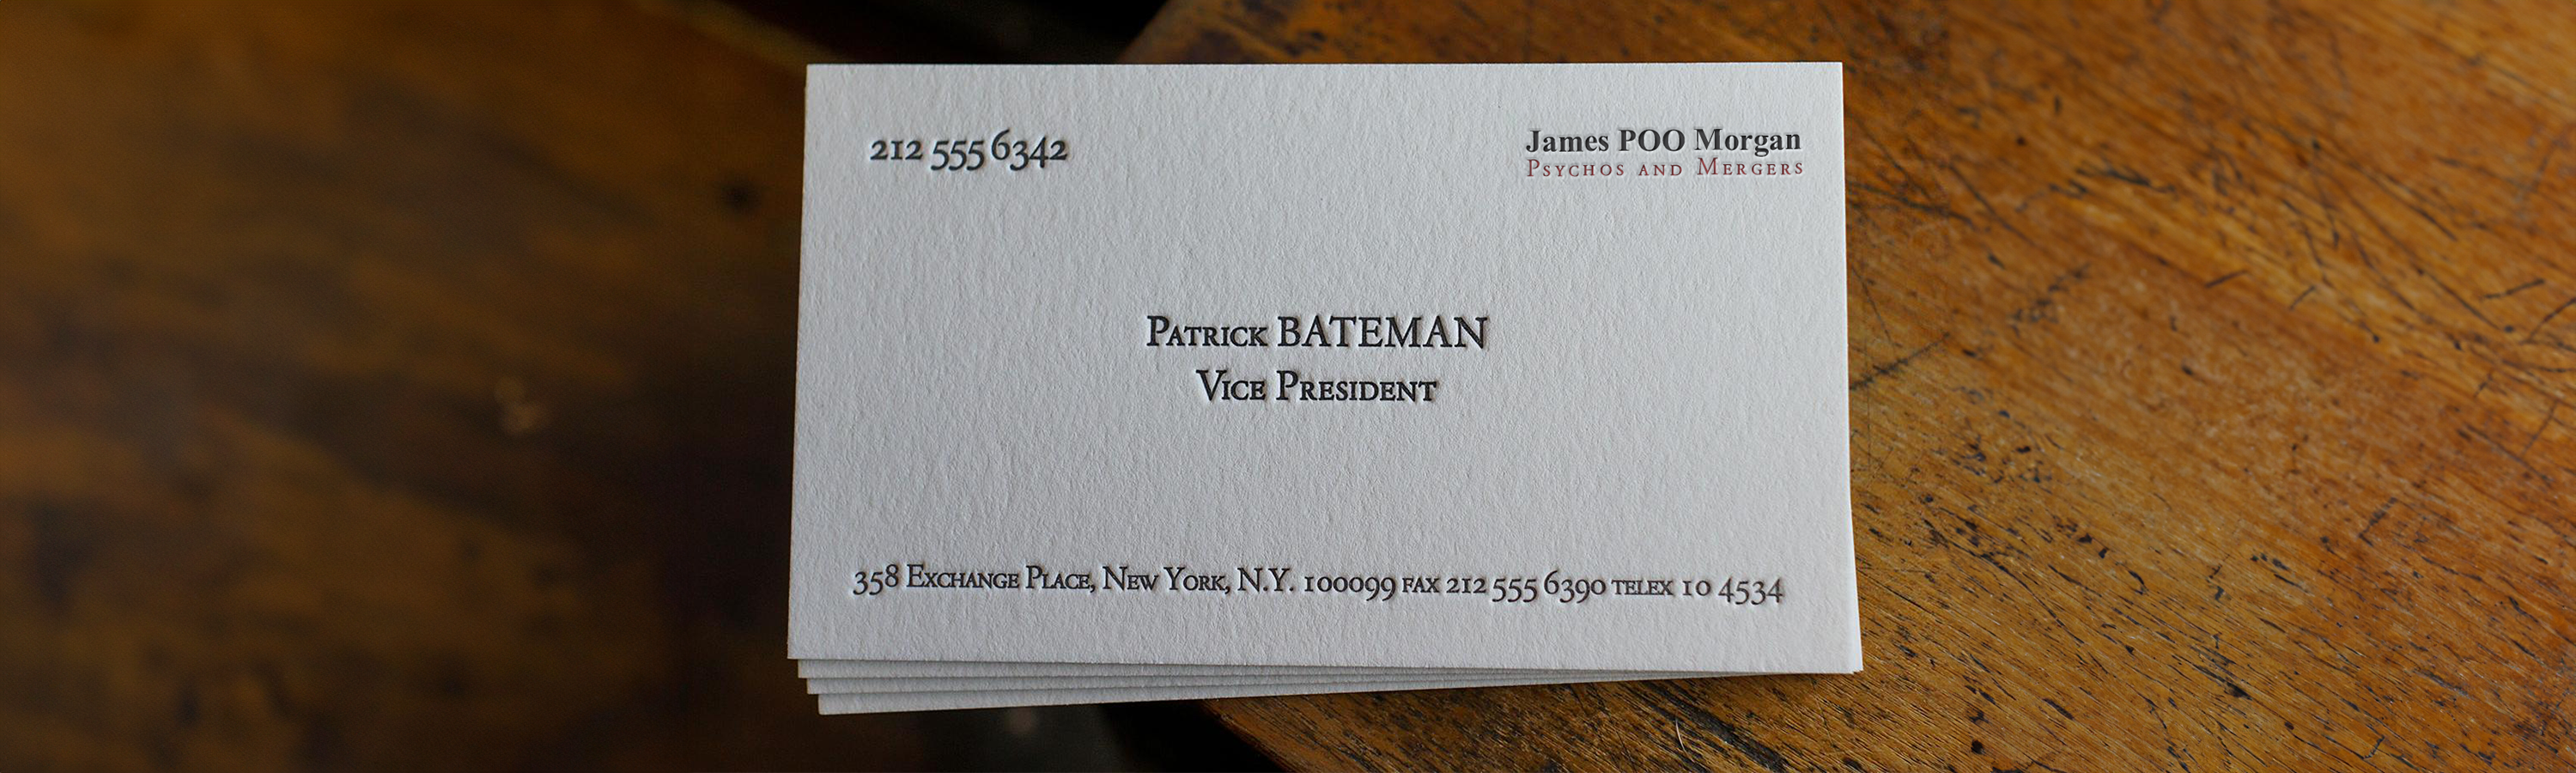 212 555 6342
James POO Morgan
Psychos and Mergers
Patrick BATEMAN
Vice President
358 Exchange Place, New York, N.Y. 100099 fax 212 555 6390 telex 10 4534